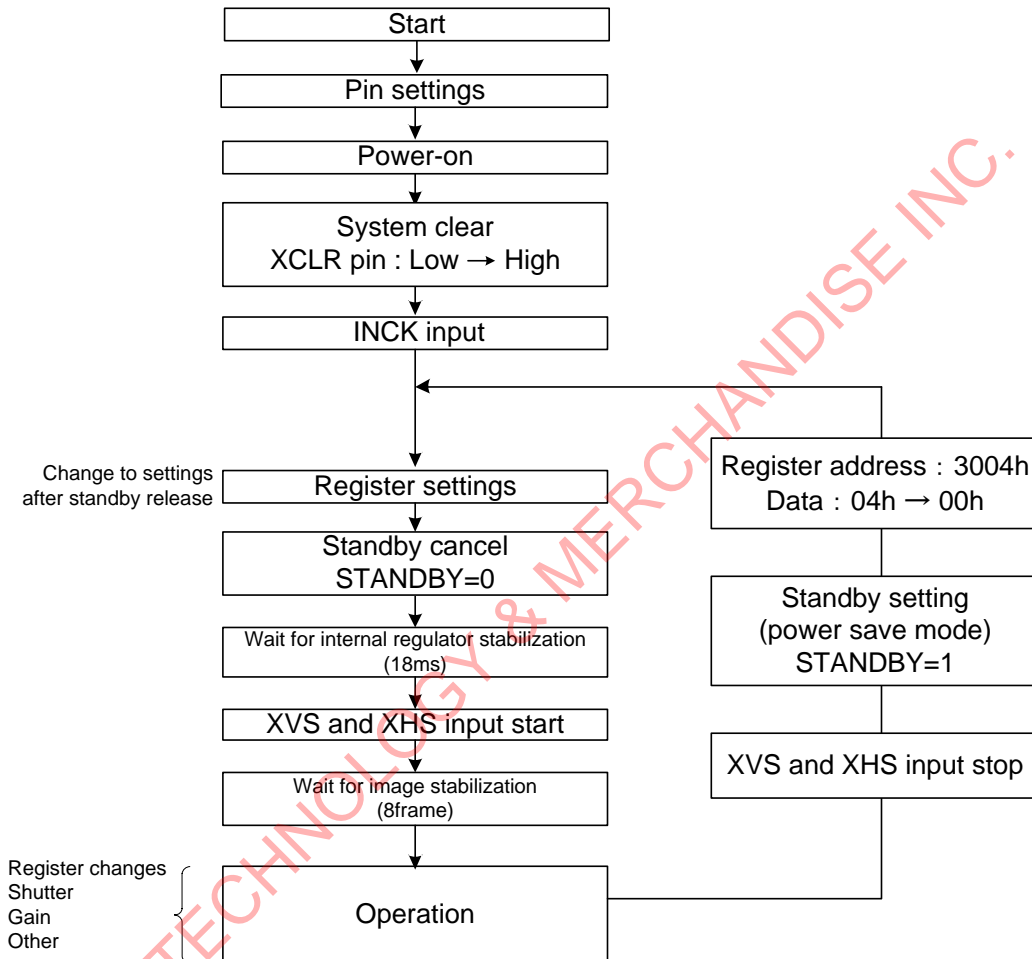 Start
Pin settings
Power-on
System clear
XCLR pin : Low → High
INCK input
Change to settings
after standby release
Register settings
Standby cancel
STANDBY=0
Wait for internal regulator stabilization
(18ms)
XVS and XHS input start
Wait for image stabilization
(8frame)
Register changes
Shutter
Gain
Other
Operation
Register address : 3004h
Data : 04h → 00h
Standby setting
(power save mode)
STANDBY=1
XVS and XHS input stop
TECHNOLOGY & MERCHANDISE INC.